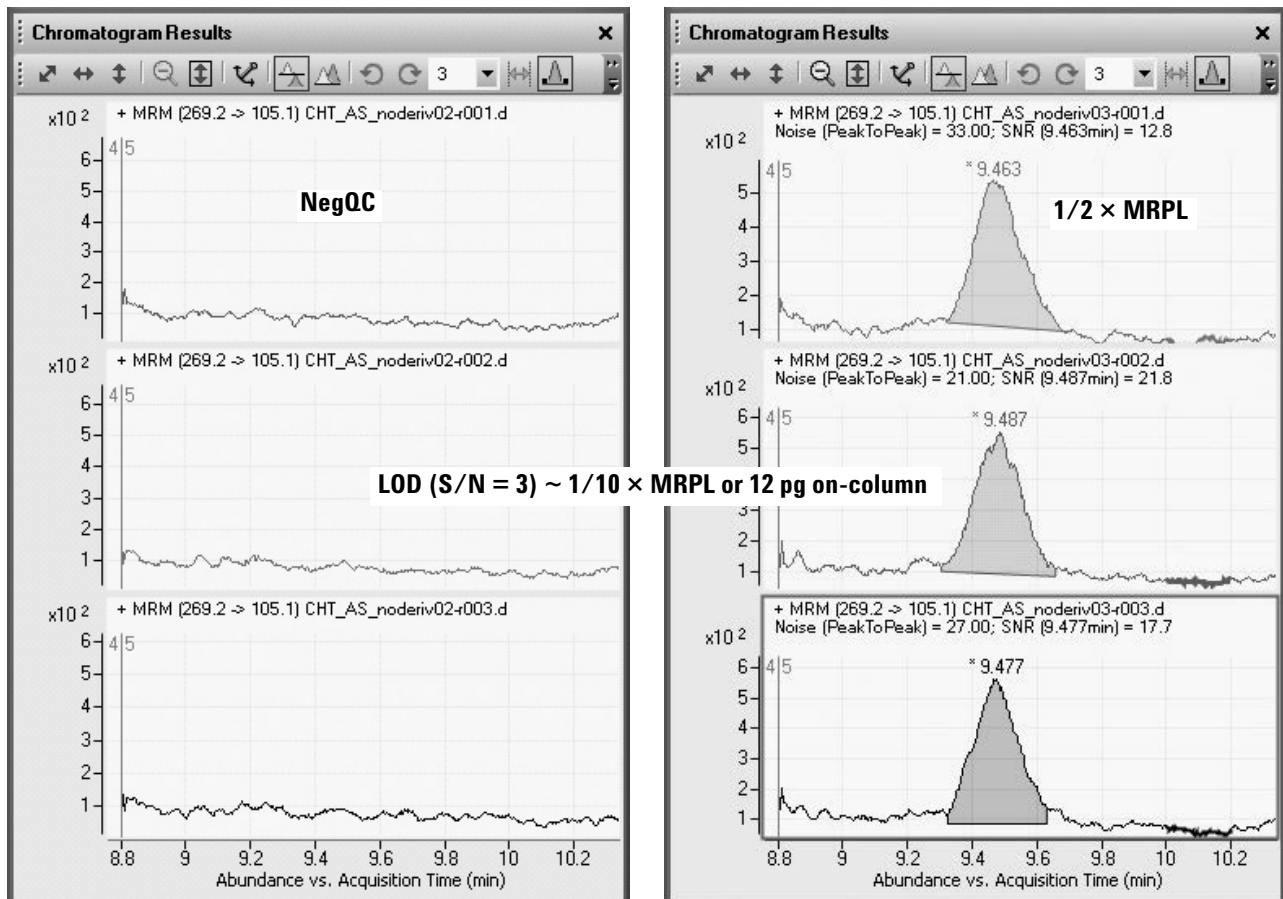 Chromatogram Results
3
x10 2
+ MRM (269.2 -> 105.1) CHT_AS_noderiv02-r001.d
4 5
6
5
4
3
2
1
NegQC
x10 2
+ MRM (269.2 -> 105.1) CHT_AS_noderiv02-r002.d
4 5
6
5
4
3
2
1
x10 2
+ MRM (269.2 -> 105.1) CHT_AS_noderiv02-r003.d
4 5
6
5
4
3
2
1
8.8 9 9.2 9.4 9.6 9.8 10 10.2
Abundance vs. Acquisition Time (min)
LOD (S/N = 3) ~ 1/10 × MRPL or 12 pg on-column
Chromatogram Results
3
+ MRM (269.2 -> 105.1) CHT_AS_noderiv03-r001.d
Noise (PeakToPeak) = 33.00; SNR (9.463min) = 12.8
x10 2
4 5
* 9.463
5
4
3
2
1
1/2 × MRPL
+ MRM (269.2 -> 105.1) CHT_AS_noderiv03-r002.d
Noise (PeakToPeak) = 21.00; SNR (9.487min) = 21.8
x10 2
4 5
* 9.487
6
5
3
2
1
+ MRM (269.2 -> 105.1) CHT_AS_noderiv03-r003.d
Noise (PeakToPeak) = 27.00; SNR (9.477min) = 17.7
x10 2
4 5
* 9.477
6
5
4
3
2
1
8.8 9 9.2 9.4 9.6 9.8 10 10.2
Abundance vs. Acquisition Time (min)